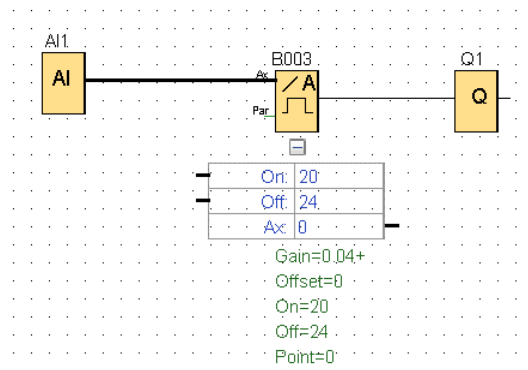 AI1
AI
B003
Ax
A
Par
Q1
Q
On: 20
Off: 24
Ax: 0
Gain=0.04+
Offset=0
On=20
Off=24
Point=0